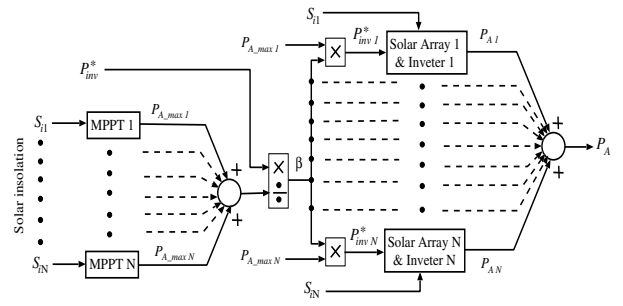 S_i1
P_A_max 1
P*_inv 1
Solar Array 1
& Inveter 1
P_A 1
P*_inv
×
S_i1
MPPT 1
P_A_max 1
+
+
×
÷
β
+
+
P_A
Solar insolation
S_iN
MPPT N
P_A_max N
×
P_A_max N
P*_inv N
Solar Array N
& Inveter N
P_A N
S_iN